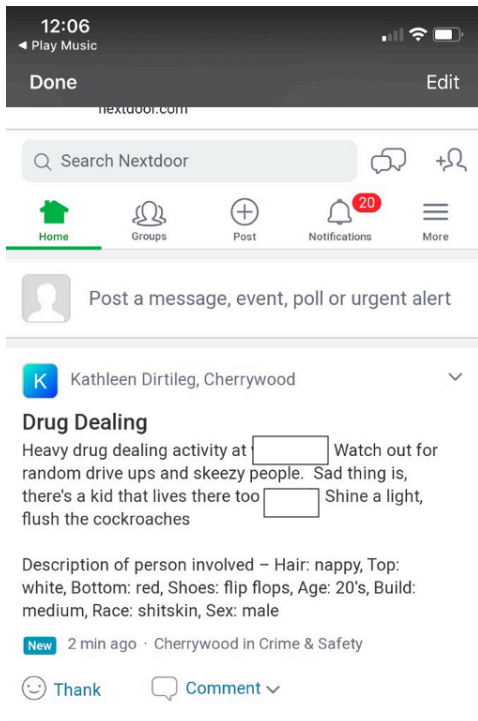 12:06
◄ Play Music
Done
Edit
nextdoor.com
Search Nextdoor
20
Home
Groups
Post
Notifications
More
Post a message, event, poll or urgent alert
K
Kathleen Dirtileg, Cherrywood
Drug Dealing
Heavy drug dealing activity at Watch out for
random drive ups and skeezy people. Sad thing is,
there's a kid that lives there too Shine a light,
flush the cockroaches
Description of person involved – Hair: nappy, Top:
white, Bottom: red, Shoes: flip flops, Age: 20's, Build:
medium, Race: shitskin, Sex: male
New 2 min ago · Cherrywood in Crime & Safety
Thank
Comment